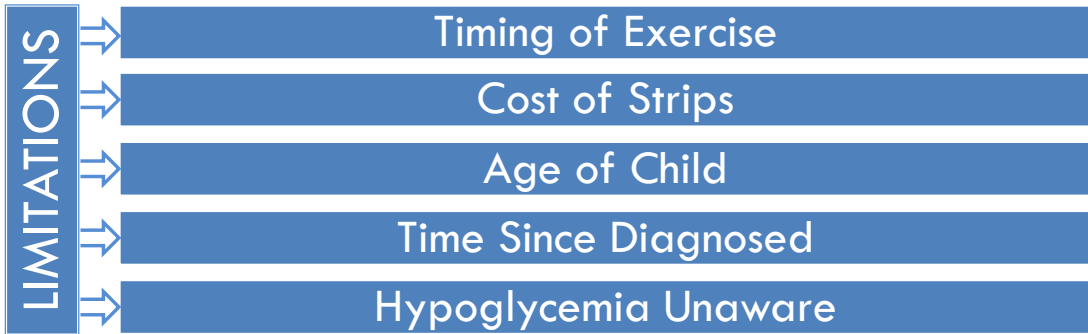 LIMITATIONS
Timing of Exercise
Cost of Strips
Age of Child
Time Since Diagnosed
Hypoglycemia Unaware